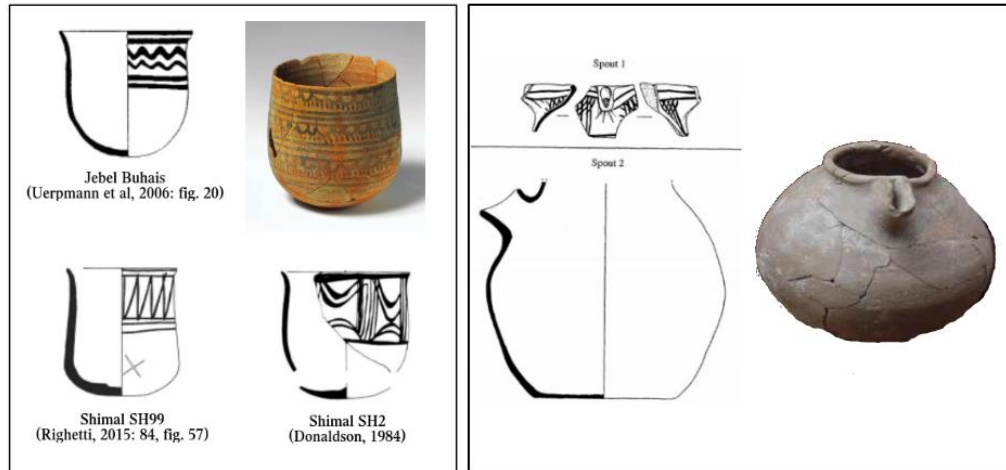 Jebel Buhais
(Uerpmann et al, 2006: fig. 20)
Shimal SH99
(Righetti, 2015: 84, fig. 57)
Shimal SH2
(Donaldson, 1984)
Spout 1
Spout 2